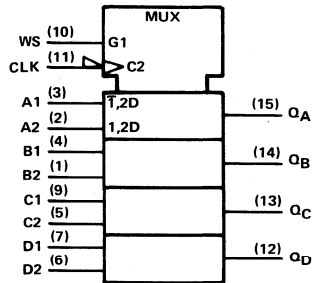 MUX
WS (10) G1
CLK (11) C2
A1 (3) 1̅,2D (15) QA
A2 (2) 1,2D
B1 (4) (14) QB
B2 (1)
C1 (9) (13) QC
C2 (5)
D1 (7) (12) QD
D2 (6)